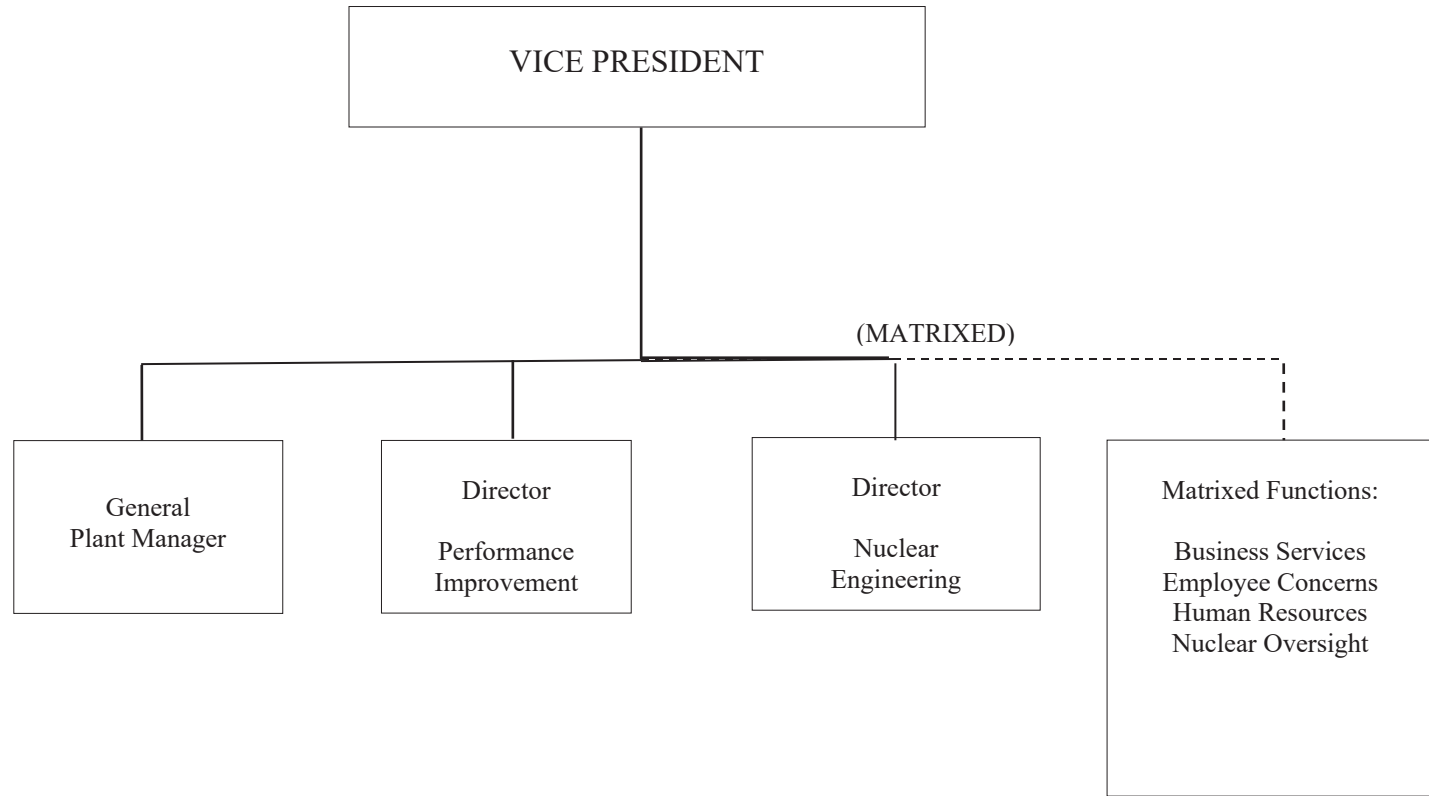 VICE PRESIDENT
(MATRIXED)
General
Plant Manager
Director
Performance
Improvement
Director
Nuclear
Engineering
Matrixed Functions:
Business Services
Employee Concerns
Human Resources
Nuclear Oversight